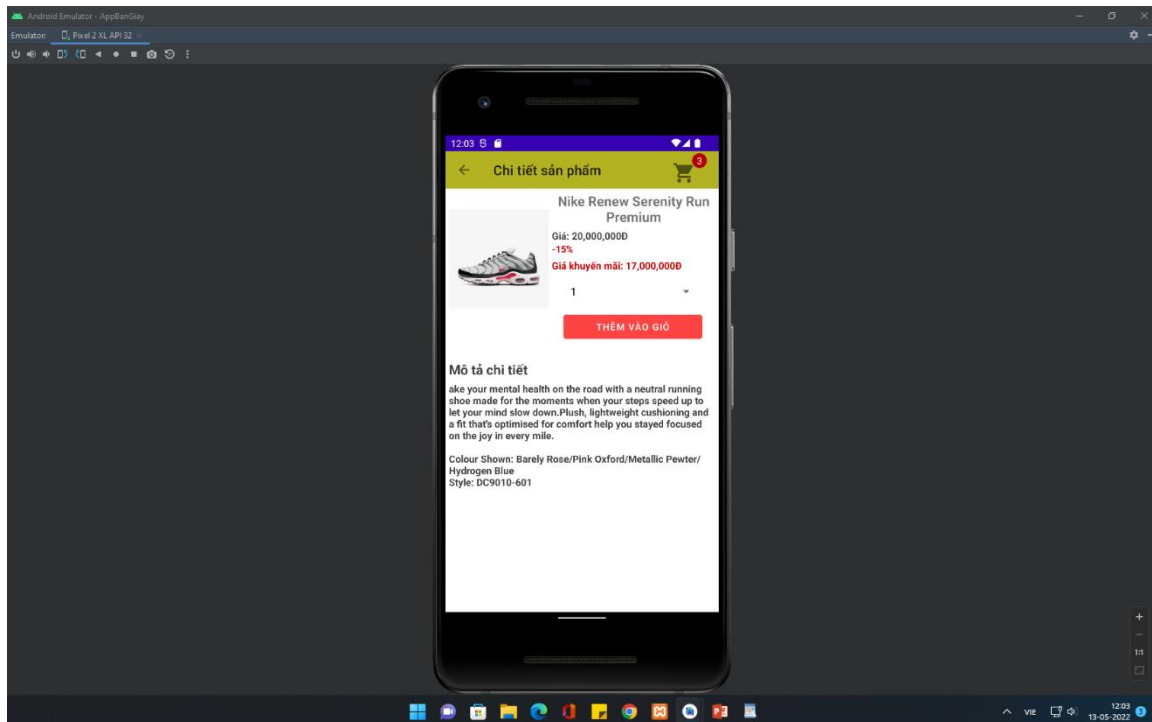 Android Emulator - AppBanGiay
Emulator: Pixel 2 XL API 32
12:03
Chi tiết sản phẩm
3
Nike Renew Serenity Run
Premium
Giá: 20,000,000Đ
-15%
Giá khuyến mãi: 17,000,000Đ
1
THÊM VÀO GIỎ
Mô tả chi tiết
ake your mental health on the road with a neutral running
shoe made for the moments when your steps speed up to
let your mind slow down.Plush, lightweight cushioning and
a fit that's optimised for comfort help you stayed focused
on the joy in every mile.
Colour Shown: Barely Rose/Pink Oxford/Metallic Pewter/
Hydrogen Blue
Style: DC9010-601
1:1
VIE
12:03
13-05-2022
3